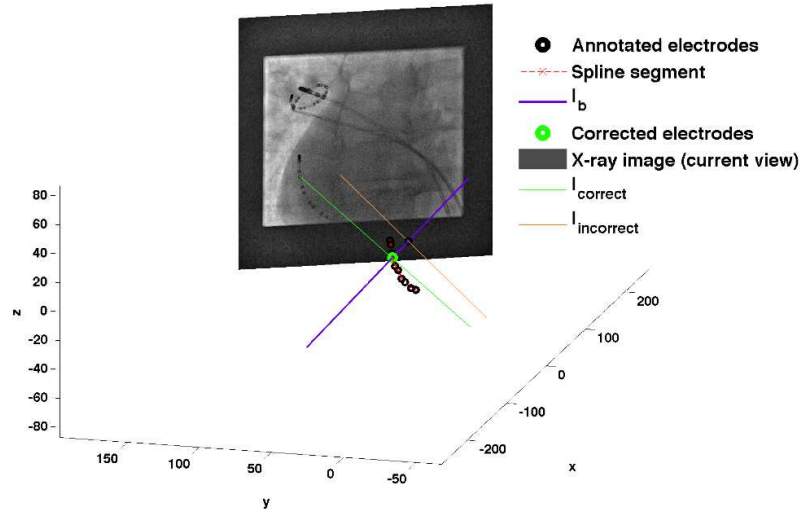 Annotated electrodes
Spline segment
l_b
Corrected electrodes
X-ray image (current view)
l_correct
l_incorrect
80
60
40
20
0
-20
-40
-60
-80
z
150
100
50
0
-50
y
200
100
0
-100
-200
x